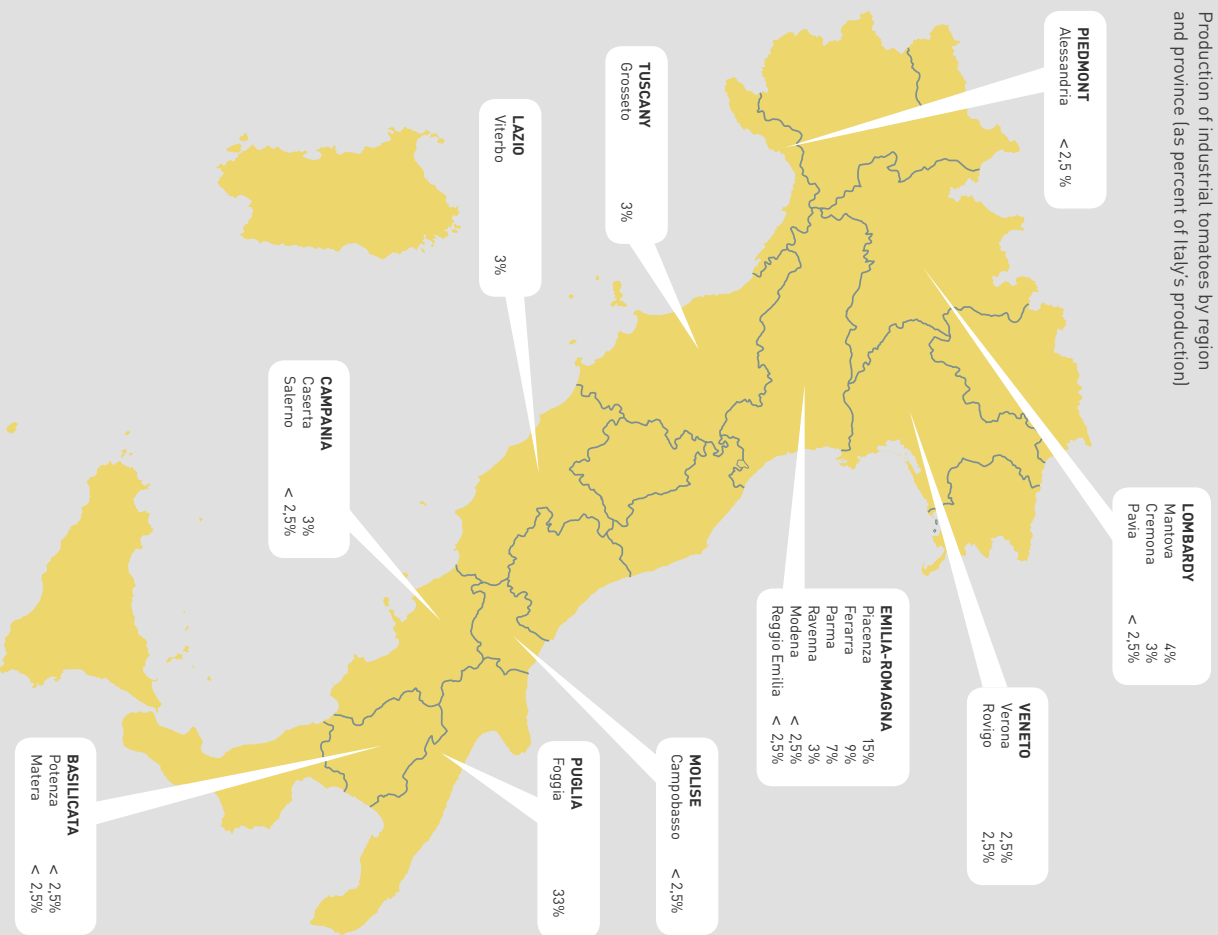 Production of industrial tomatoes by region
and province (as percent of Italy's production)
PIEDMONT
Alessandria <2,5 %
TUSCANY
Grosseto 3%
LAZIO
Viterbo 3%
CAMPANIA
Caserta 3%
Salerno < 2,5%
LOMBARDY
Mantova 4%
Cremona 3%
Pavia < 2,5%
EMILIA-ROMAGNA
Piacenza 15%
Ferarra 9%
Parma 7%
Ravenna 3%
Modena < 2,5%
Reggio Emilia < 2,5%
VENETO
Verona 2,5%
Rovigo 2,5%
MOLISE
Campobasso < 2,5%
PUGLIA
Foggia 33%
BASILICATA
Potenza < 2,5%
Matera < 2,5%